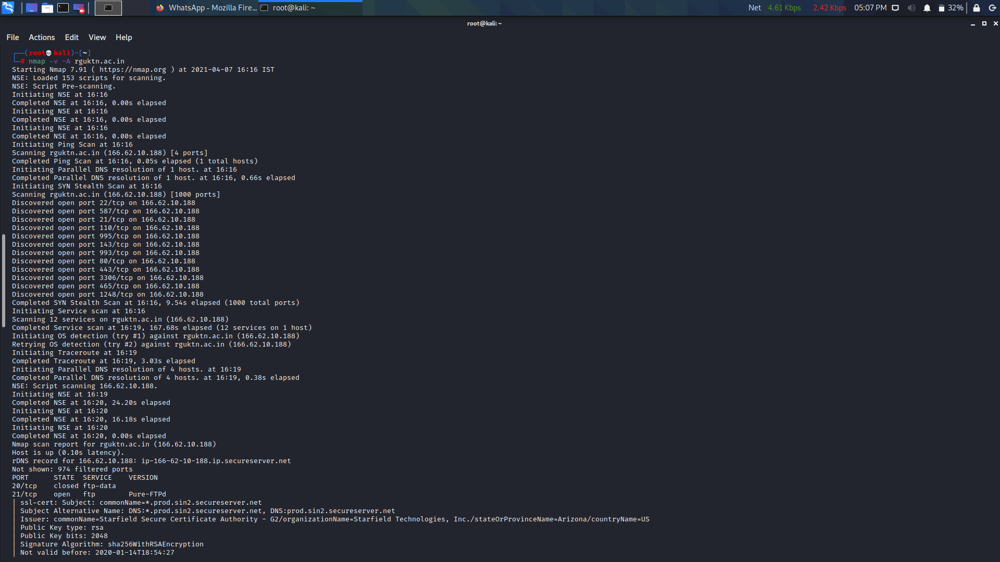 WhatsApp - Mozilla Fire...
root@kali: ~
Net 4.61 Kbps 2.42 Kbps 05:07 PM 32%
root@kali: ~
File Actions Edit View Help
┌──(root💀kali)-[~]
└─# nmap -v -A rguktn.ac.in
Starting Nmap 7.91 ( https://nmap.org ) at 2021-04-07 16:16 IST
NSE: Loaded 153 scripts for scanning.
NSE: Script Pre-scanning.
Initiating NSE at 16:16
Completed NSE at 16:16, 0.00s elapsed
Initiating NSE at 16:16
Completed NSE at 16:16, 0.00s elapsed
Initiating NSE at 16:16
Completed NSE at 16:16, 0.00s elapsed
Initiating Ping Scan at 16:16
Scanning rguktn.ac.in (166.62.10.188) [4 ports]
Completed Ping Scan at 16:16, 0.05s elapsed (1 total hosts)
Initiating Parallel DNS resolution of 1 host. at 16:16
Completed Parallel DNS resolution of 1 host. at 16:16, 0.66s elapsed
Initiating SYN Stealth Scan at 16:16
Scanning rguktn.ac.in (166.62.10.188) [1000 ports]
Discovered open port 22/tcp on 166.62.10.188
Discovered open port 587/tcp on 166.62.10.188
Discovered open port 21/tcp on 166.62.10.188
Discovered open port 110/tcp on 166.62.10.188
Discovered open port 995/tcp on 166.62.10.188
Discovered open port 143/tcp on 166.62.10.188
Discovered open port 993/tcp on 166.62.10.188
Discovered open port 80/tcp on 166.62.10.188
Discovered open port 443/tcp on 166.62.10.188
Discovered open port 3306/tcp on 166.62.10.188
Discovered open port 465/tcp on 166.62.10.188
Discovered open port 1248/tcp on 166.62.10.188
Completed SYN Stealth Scan at 16:16, 9.54s elapsed (1000 total ports)
Initiating Service scan at 16:16
Scanning 12 services on rguktn.ac.in (166.62.10.188)
Completed Service scan at 16:19, 167.68s elapsed (12 services on 1 host)
Initiating OS detection (try #1) against rguktn.ac.in (166.62.10.188)
Retrying OS detection (try #2) against rguktn.ac.in (166.62.10.188)
Initiating Traceroute at 16:19
Completed Traceroute at 16:19, 3.03s elapsed
Initiating Parallel DNS resolution of 4 hosts. at 16:19
Completed Parallel DNS resolution of 4 hosts. at 16:19, 0.38s elapsed
NSE: Script scanning 166.62.10.188.
Initiating NSE at 16:19
Completed NSE at 16:20, 24.20s elapsed
Initiating NSE at 16:20
Completed NSE at 16:20, 16.18s elapsed
Initiating NSE at 16:20
Completed NSE at 16:20, 0.00s elapsed
Nmap scan report for rguktn.ac.in (166.62.10.188)
Host is up (0.10s latency).
rDNS record for 166.62.10.188: ip-166-62-10-188.ip.secureserver.net
Not shown: 974 filtered ports
PORT      STATE  SERVICE    VERSION
20/tcp    closed ftp-data
21/tcp    open   ftp        Pure-FTPd
| ssl-cert: Subject: commonName=*.prod.sin2.secureserver.net
| Subject Alternative Name: DNS:*.prod.sin2.secureserver.net, DNS:prod.sin2.secureserver.net
| Issuer: commonName=Starfield Secure Certificate Authority - G2/organizationName=Starfield Technologies, Inc./stateOrProvinceName=Arizona/countryName=US
| Public Key type: rsa
| Public Key bits: 2048
| Signature Algorithm: sha256WithRSAEncryption
| Not valid before: 2020-01-14T18:54:27